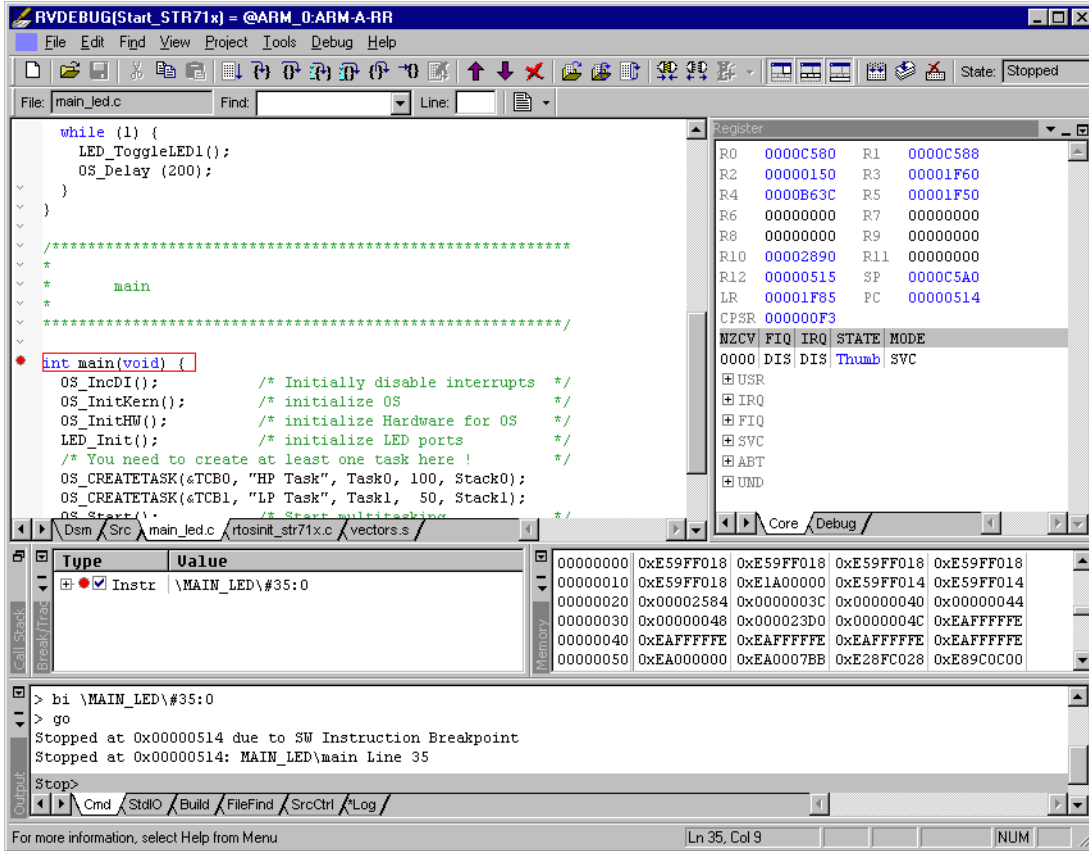 RVDEBUG(Start_STR71x) = @ARM_0:ARM-A-RR
File Edit Find View Project Tools Debug Help
State: Stopped
File: main_led.c Find: Line:
while (1) {
LED_ToggleLED1();
OS_Delay (200);
}
}
/**********************************************************
*
* main
*
**********************************************************/
int main(void) {
OS_IncDI(); /* Initially disable interrupts */
OS_InitKern(); /* initialize OS */
OS_InitHW(); /* initialize Hardware for OS */
LED_Init(); /* initialize LED ports */
/* You need to create at least one task here ! */
OS_CREATETASK(&TCB0, "HP Task", Task0, 100, Stack0);
OS_CREATETASK(&TCB1, "LP Task", Task1, 50, Stack1);
OS_Start(); /* Start multitasking */
Dsm Src main_led.c rtosinit_str71x.c vectors.s
Register
R0 0000C580 R1 0000C588
R2 00000150 R3 00001F60
R4 0000B63C R5 00001F50
R6 00000000 R7 00000000
R8 00000000 R9 00000000
R10 00002890 R11 00000000
R12 00000515 SP 0000C5A0
LR 00001F85 PC 00000514
CPSR 000000F3
NZCV FIQ IRQ STATE MODE
0000 DIS DIS Thumb SVC
USR
IRQ
FIQ
SVC
ABT
UND
Core Debug
Call Stack
Break/Trac
Type Value
Instr \MAIN_LED\#35:0
Memory
00000000 0xE59FF018 0xE59FF018 0xE59FF018 0xE59FF018
00000010 0xE59FF018 0xE1A00000 0xE59FF014 0xE59FF014
00000020 0x00002584 0x0000003C 0x00000040 0x00000044
00000030 0x00000048 0x000023D0 0x0000004C 0xEAFFFFFE
00000040 0xEAFFFFFE 0xEAFFFFFE 0xEAFFFFFE 0xEAFFFFFE
00000050 0xEA000000 0xEA0007BB 0xE28FC028 0xE89C0C00
Output
> bi \MAIN_LED\#35:0
> go
Stopped at 0x00000514 due to SW Instruction Breakpoint
Stopped at 0x00000514: MAIN_LED\main Line 35
Stop>
Cmd StdIO Build FileFind SrcCtrl *Log
For more information, select Help from Menu
Ln 35, Col 9
NUM